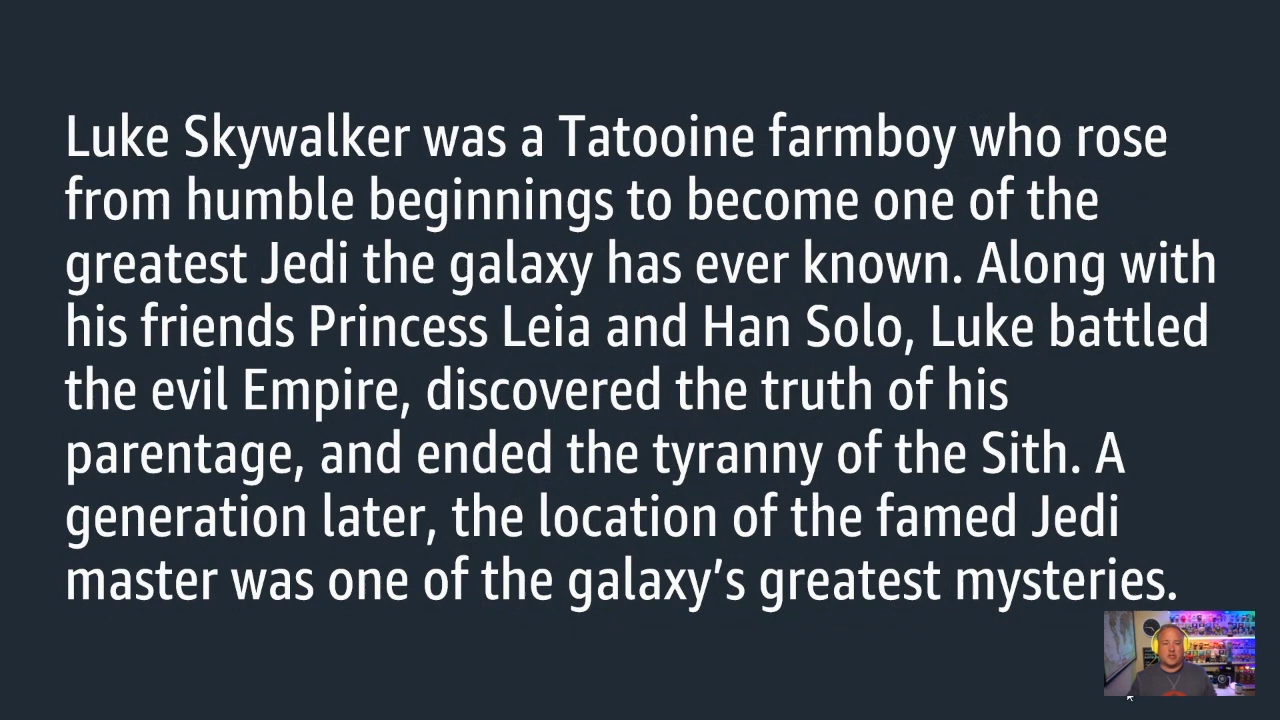 Luke Skywalker was a Tatooine farmboy who rose
from humble beginnings to become one of the
greatest Jedi the galaxy has ever known. Along with
his friends Princess Leia and Han Solo, Luke battled
the evil Empire, discovered the truth of his
parentage, and ended the tyranny of the Sith. A
generation later, the location of the famed Jedi
master was one of the galaxy’s greatest mysteries.